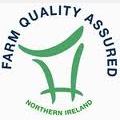 FARM QUALITY ASSURED
NORTHERN IRELAND